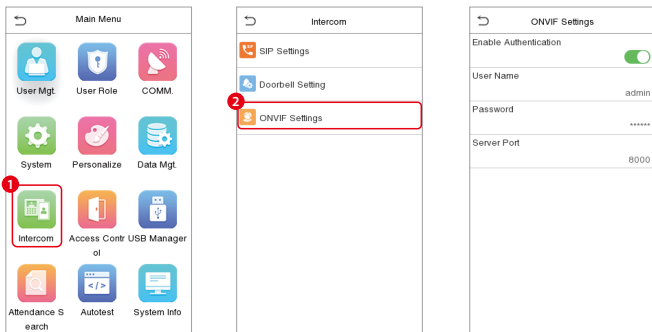 Main Menu
User Mgt.
User Role
COMM.
System
Personalize
Data Mgt.
1
Intercom
Access Contr
ol
USB Manager
Attendance S
earch
Autotest
System Info
Intercom
SIP Settings
Doorbell Setting
2
ONVIF Settings
ONVIF Settings
Enable Authentication
User Name
admin
Password
******
Server Port
8000